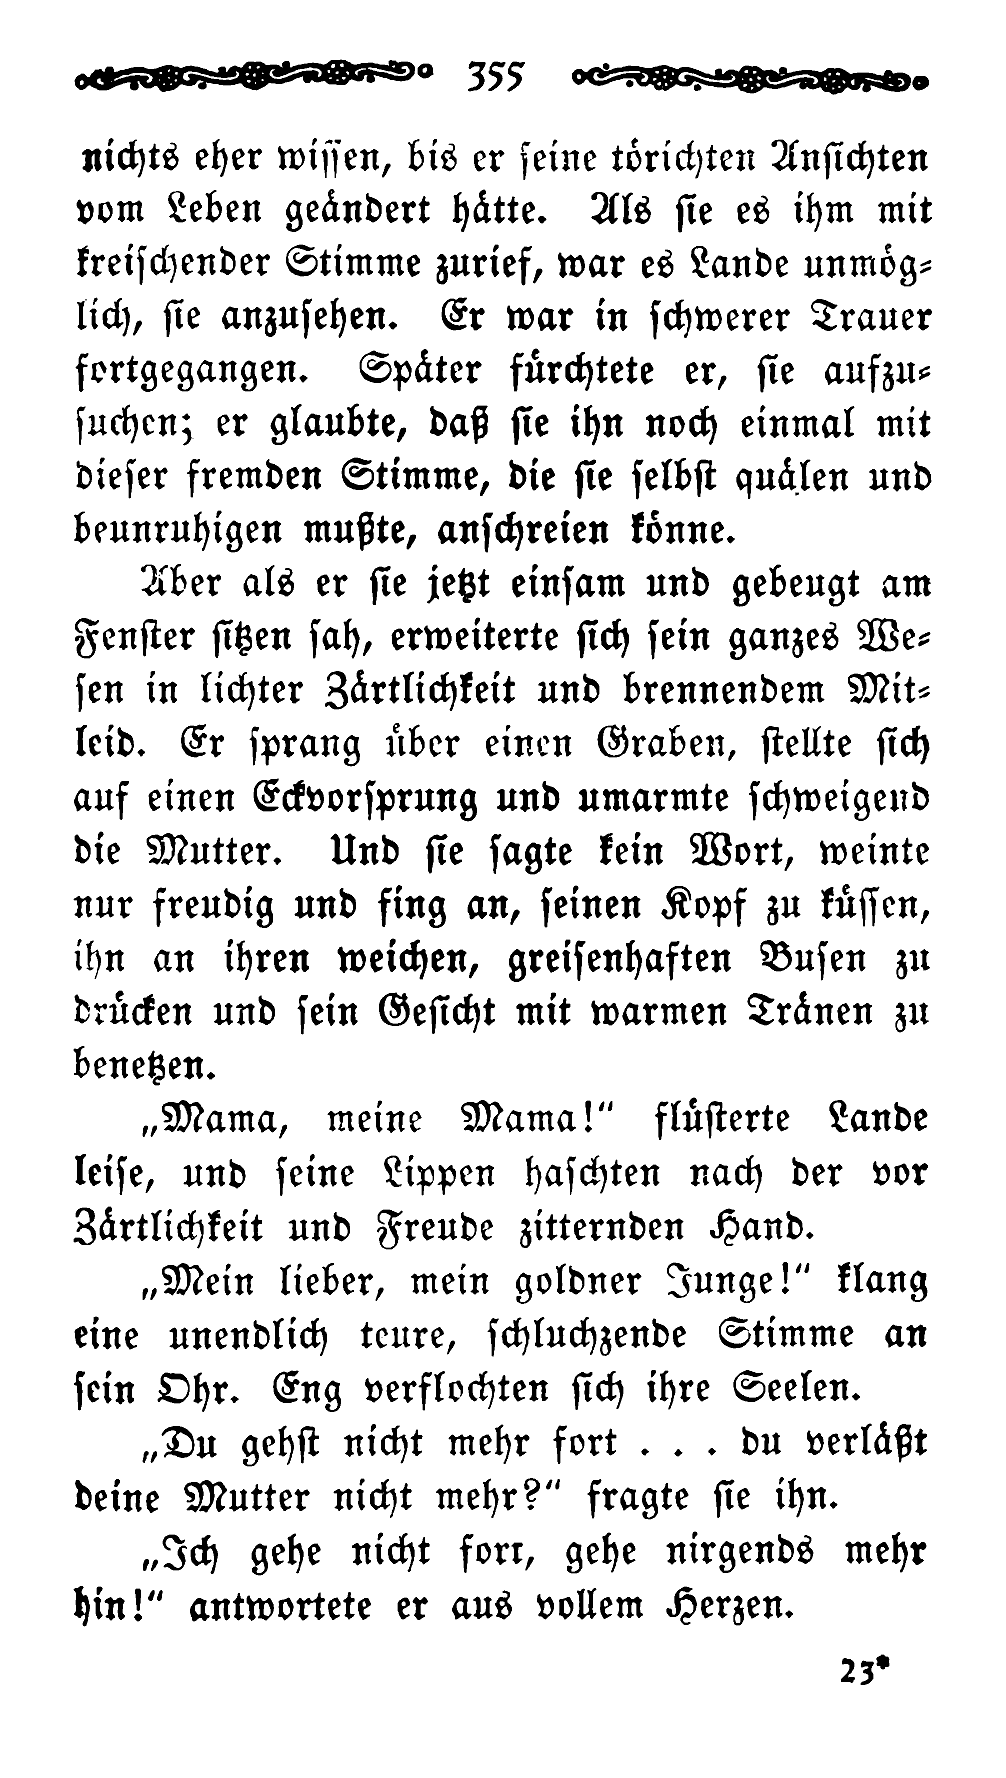 355
nichts eher wissen, bis er seine törichten Ansichten
vom Leben geändert hätte. Als sie es ihm mit
kreischender Stimme zurief, war es Lande unmög-
lich, sie anzusehen. Er war in schwerer Trauer
fortgegangen. Später fürchtete er, sie aufzu-
suchen; er glaubte, daß sie ihn noch einmal mit
dieser fremden Stimme, die sie selbst quälen und
beunruhigen mußte, anschreien könne.
Aber als er sie jetzt einsam und gebeugt am
Fenster sitzen sah, erweiterte sich sein ganzes We-
sen in lichter Zärtlichkeit und brennendem Mit-
leid. Er sprang über einen Graben, stellte sich
auf einen Eckvorsprung und umarmte schweigend
die Mutter. Und sie sagte kein Wort, weinte
nur freudig und fing an, seinen Kopf zu küssen,
ihn an ihren weichen, greisenhaften Busen zu
drücken und sein Gesicht mit warmen Tränen zu
benetzen.
„Mama, meine Mama!“ flüsterte Lande
leise, und seine Lippen haschten nach der vor
Zärtlichkeit und Freude zitternden Hand.
„Mein lieber, mein goldner Junge!“ klang
eine unendlich teure, schluchzende Stimme an
sein Ohr. Eng verflochten sich ihre Seelen.
„Du gehst nicht mehr fort . . . du verläßt
deine Mutter nicht mehr?“ fragte sie ihn.
„Ich gehe nicht fort, gehe nirgends mehr
hin!“ antwortete er aus vollem Herzen.
23*